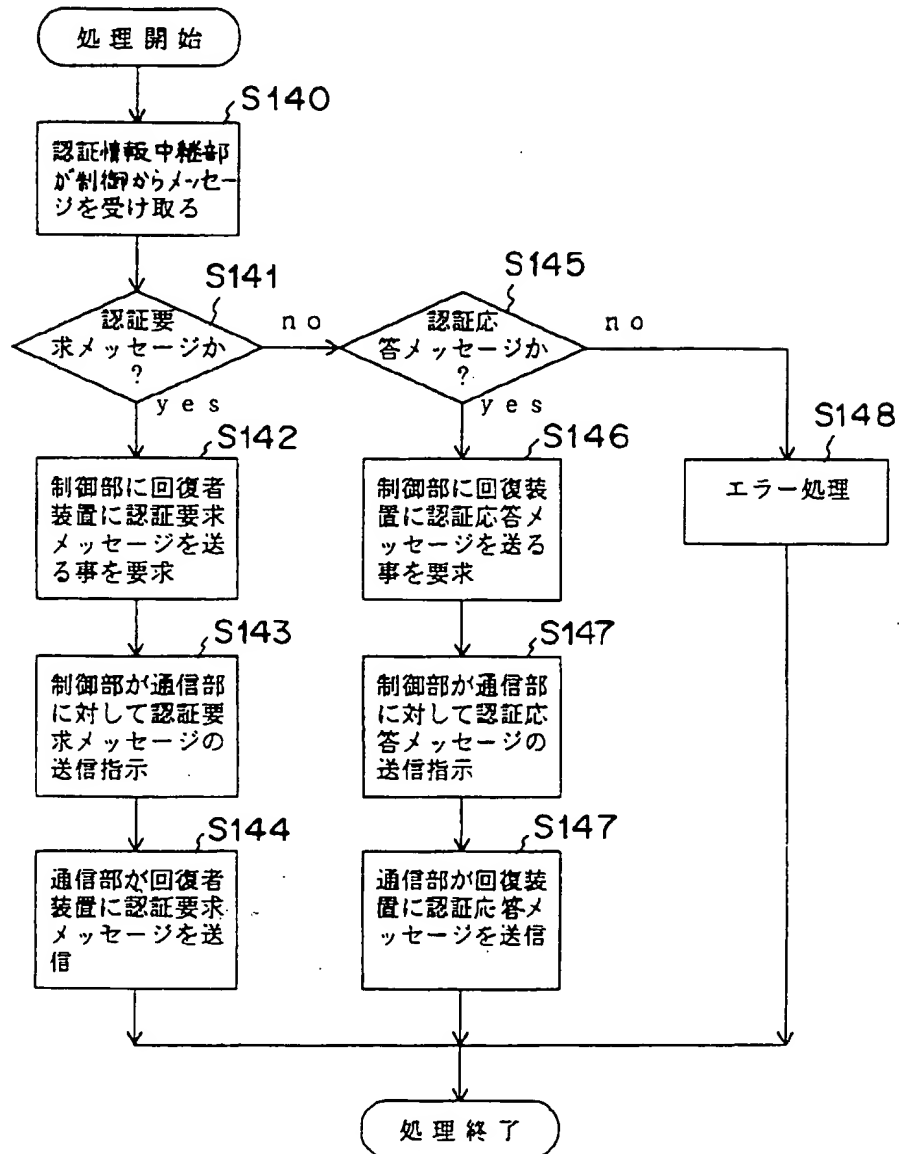 処理開始
S140
認証情報中継部
が制御からメッセー
ジを受け取る
S141
認証要
求メッセージか
?
no
yes
S145
認証応
答メッセージか
?
no
yes
S142
制御部に回復者
装置に認証要求
メッセージを送
る事を要求
S146
制御部に回復装
置に認証応答メ
ッセージを送る
事を要求
S148
エラー処理
S143
制御部が通信部
に対して認証要
求メッセージの
送信指示
S147
制御部が通信部
に対して認証応
答メッセージの
送信指示
S144
通信部が回復者
装置に認証要求
メッセージを送
信
S147
通信部が回復装
置に認証応答メ
ッセージを送信
処理終了